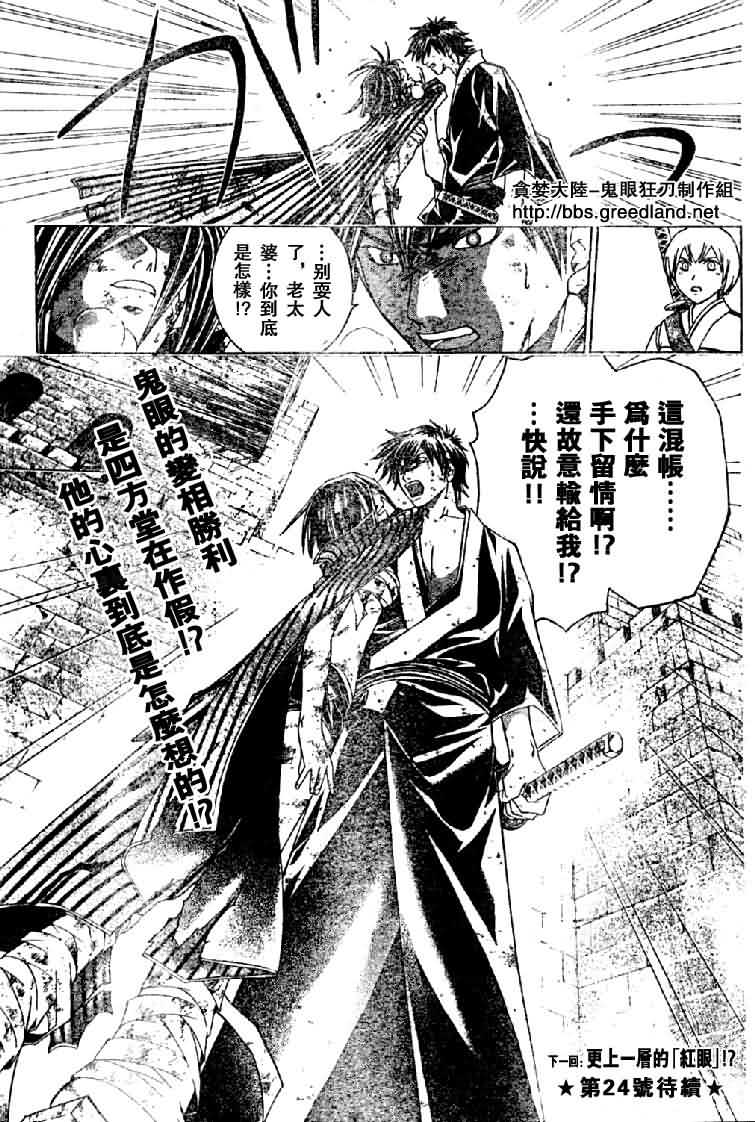 貪婪大陸-鬼眼狂刀制作組
http://bbs.greedland.net
…别耍人
了，老太
婆…你到底
是怎樣!?
這混帳……
爲什麼
手下留情啊!?
還故意輸給我!?
…快說!!
鬼眼的變相勝利
是四方堂在作假!?
他的心裏到底是怎麼想的!?
下一回：更上一層的「紅眼」!?
★第24號待續★